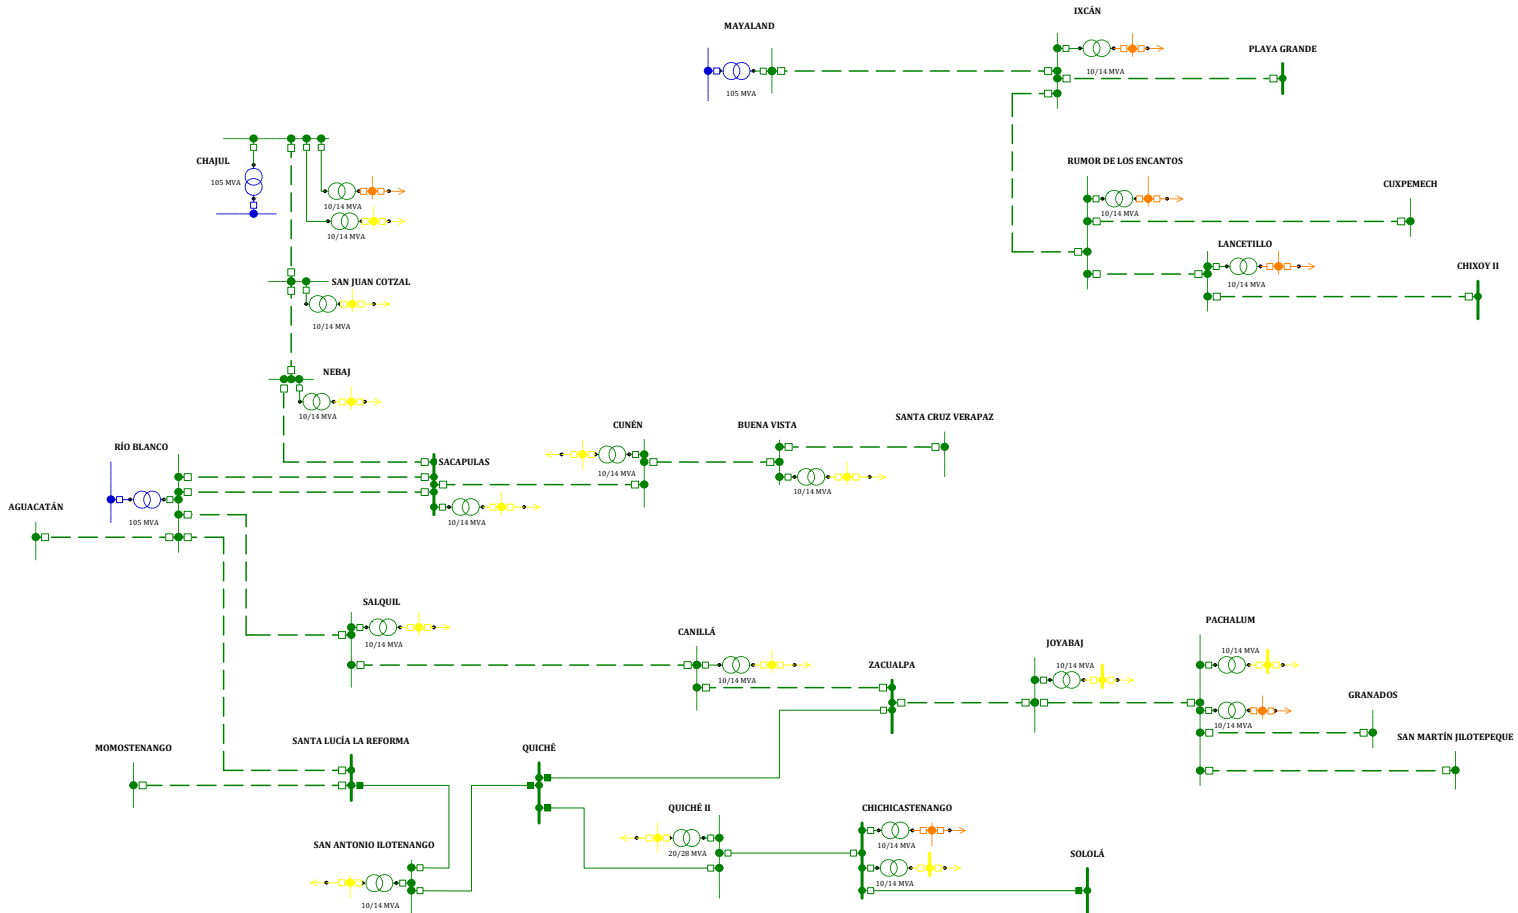 IXCÁN
MAYALAND
PLAYA GRANDE
10/14 MVA
105 MVA
CHAJUL
105 MVA
10/14 MVA
10/14 MVA
RUMOR DE LOS ENCANTOS
CUXPEMECH
10/14 MVA
LANCETILLO
CHIXOY II
10/14 MVA
SAN JUAN COTZAL
10/14 MVA
NEBAJ
10/14 MVA
RÍO BLANCO
CUNÉN
BUENA VISTA
SANTA CRUZ VERAPAZ
SACAPULAS
10/14 MVA
10/14 MVA
AGUACATÁN
105 MVA
10/14 MVA
SALQUIL
10/14 MVA
CANILLÁ
10/14 MVA
ZACUALPA
JOYABAJ
10/14 MVA
PACHALUM
10/14 MVA
10/14 MVA
GRANADOS
SAN MARTÍN JILOTEPEQUE
MOMOSTENANGO
SANTA LUCÍA LA REFORMA
QUICHÉ
QUICHÉ II
20/28 MVA
CHICHICASTENANGO
10/14 MVA
10/14 MVA
SOLOLÁ
SAN ANTONIO ILOTENANGO
10/14 MVA